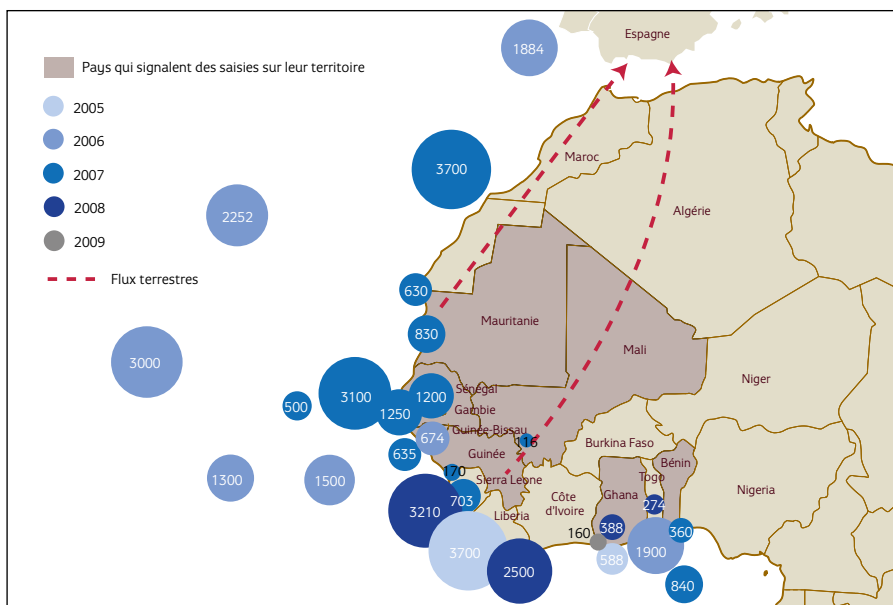 Espagne
1884
Pays qui signalent des saisies sur leur territoire
2005
2006
2007
2008
2009
Flux terrestres
Maroc
3700
2252
Algérie
630
Mauritanie
830
Mali
3000
Niger
Sénégal
3100
1200
500
1250
Gambie
Guinée-Bissau
674
116
Burkina Faso
635
Guinée
Bénin
170
Togo
1300
1500
Sierra Leone
Ghana
Nigeria
703
Côte
d'Ivoire
274
3210
Liberia
388
160
360
3700
588
1900
2500
840